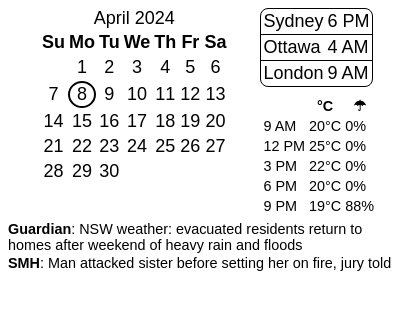 April 2024
Su Mo Tu We Th Fr Sa
1 2 3 4 5 6
7 8 9 10 11 12 13
14 15 16 17 18 19 20
21 22 23 24 25 26 27
28 29 30
Sydney 6 PM
Ottawa 4 AM
London 9 AM
°C ☂
9 AM 20°C 0%
12 PM 25°C 0%
3 PM 22°C 0%
6 PM 20°C 0%
9 PM 19°C 88%
Guardian: NSW weather: evacuated residents return to
homes after weekend of heavy rain and floods
SMH: Man attacked sister before setting her on fire, jury told